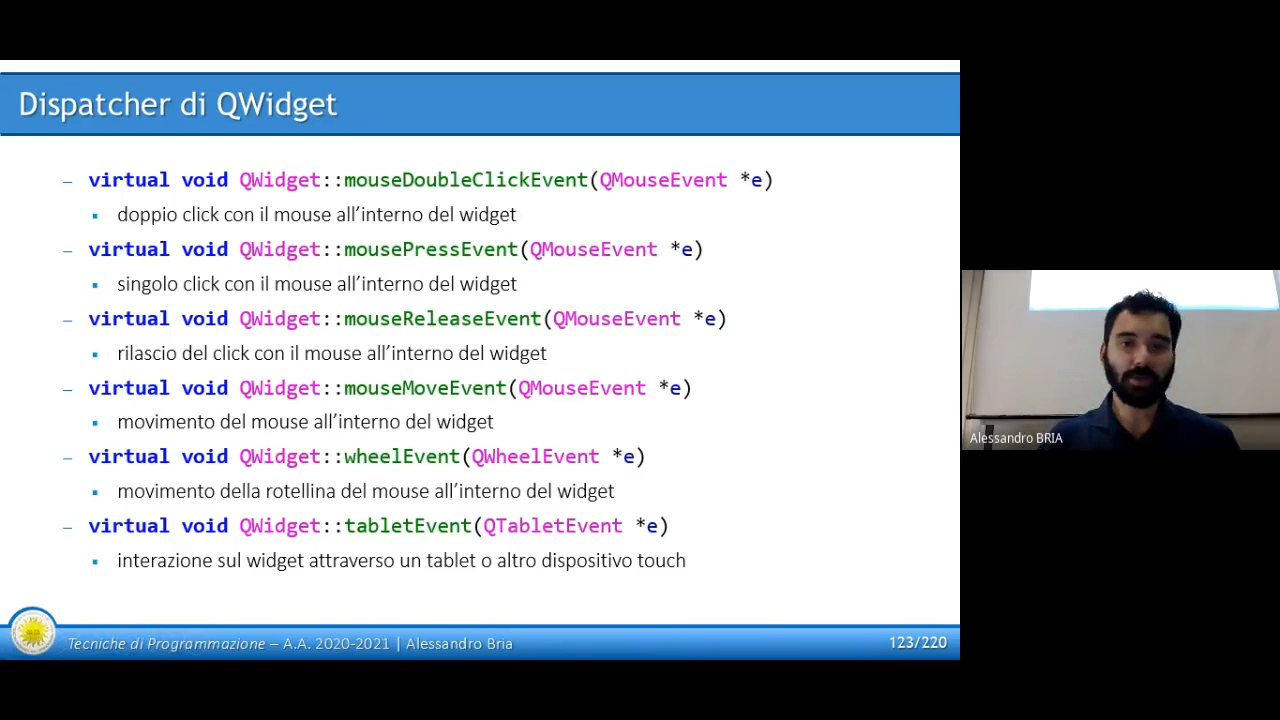 Dispatcher di QWidget
– virtual void QWidget::mouseDoubleClickEvent(QMouseEvent *e)
▪ doppio click con il mouse all’interno del widget
– virtual void QWidget::mousePressEvent(QMouseEvent *e)
▪ singolo click con il mouse all’interno del widget
– virtual void QWidget::mouseReleaseEvent(QMouseEvent *e)
▪ rilascio del click con il mouse all’interno del widget
– virtual void QWidget::mouseMoveEvent(QMouseEvent *e)
▪ movimento del mouse all’interno del widget
– virtual void QWidget::wheelEvent(QWheelEvent *e)
▪ movimento della rotellina del mouse all’interno del widget
– virtual void QWidget::tabletEvent(QTabletEvent *e)
▪ interazione sul widget attraverso un tablet o altro dispositivo touch
Tecniche di Programmazione – A.A. 2020-2021 | Alessandro Bria
123/220
Alessandro BRIA